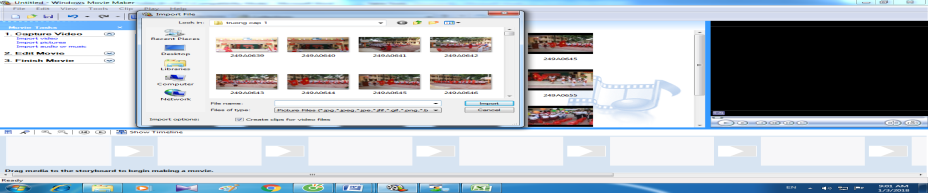 Untitled - Windows Movie Maker
File Edit View Tools Clip Play Help
Import File
Look in: truong cap 1
Movie Tasks
1. Capture Video
Import video
Import pictures
Import audio or music
2. Edit Movie
3. Finish Movie
Recent Places
Desktop
Libraries
Computer
Network
249A0639 249A0640 249A0641 249A0642
249A0643 249A0644 249A0645 249A0646
File name:
Import
Files of type: Picture Files (*.jpg,*.jpeg,*.jpe,*.jfif,*.gif,*.png,*.b
Cancel
Import options: Create clips for video files
249A0645
249A0655
Show Timeline
Drag media to the storyboard to begin making a movie.
Ready
EN
9:01 AM
1/3/2018